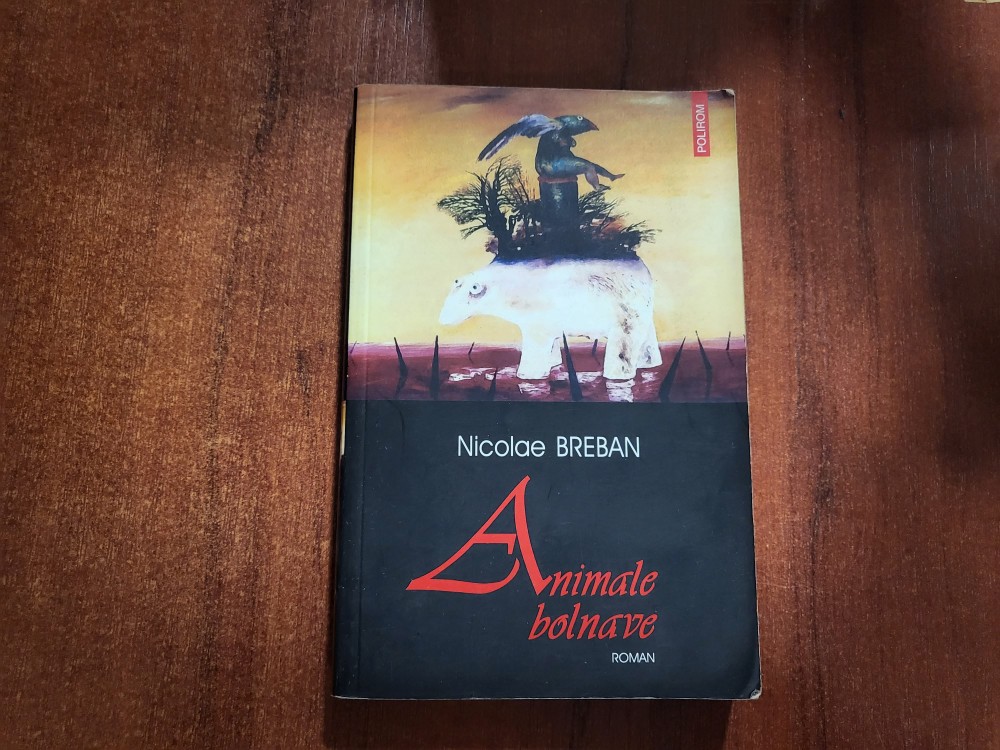 POLIROM
Nicolae BREBAN
Animale
bolnave
ROMAN